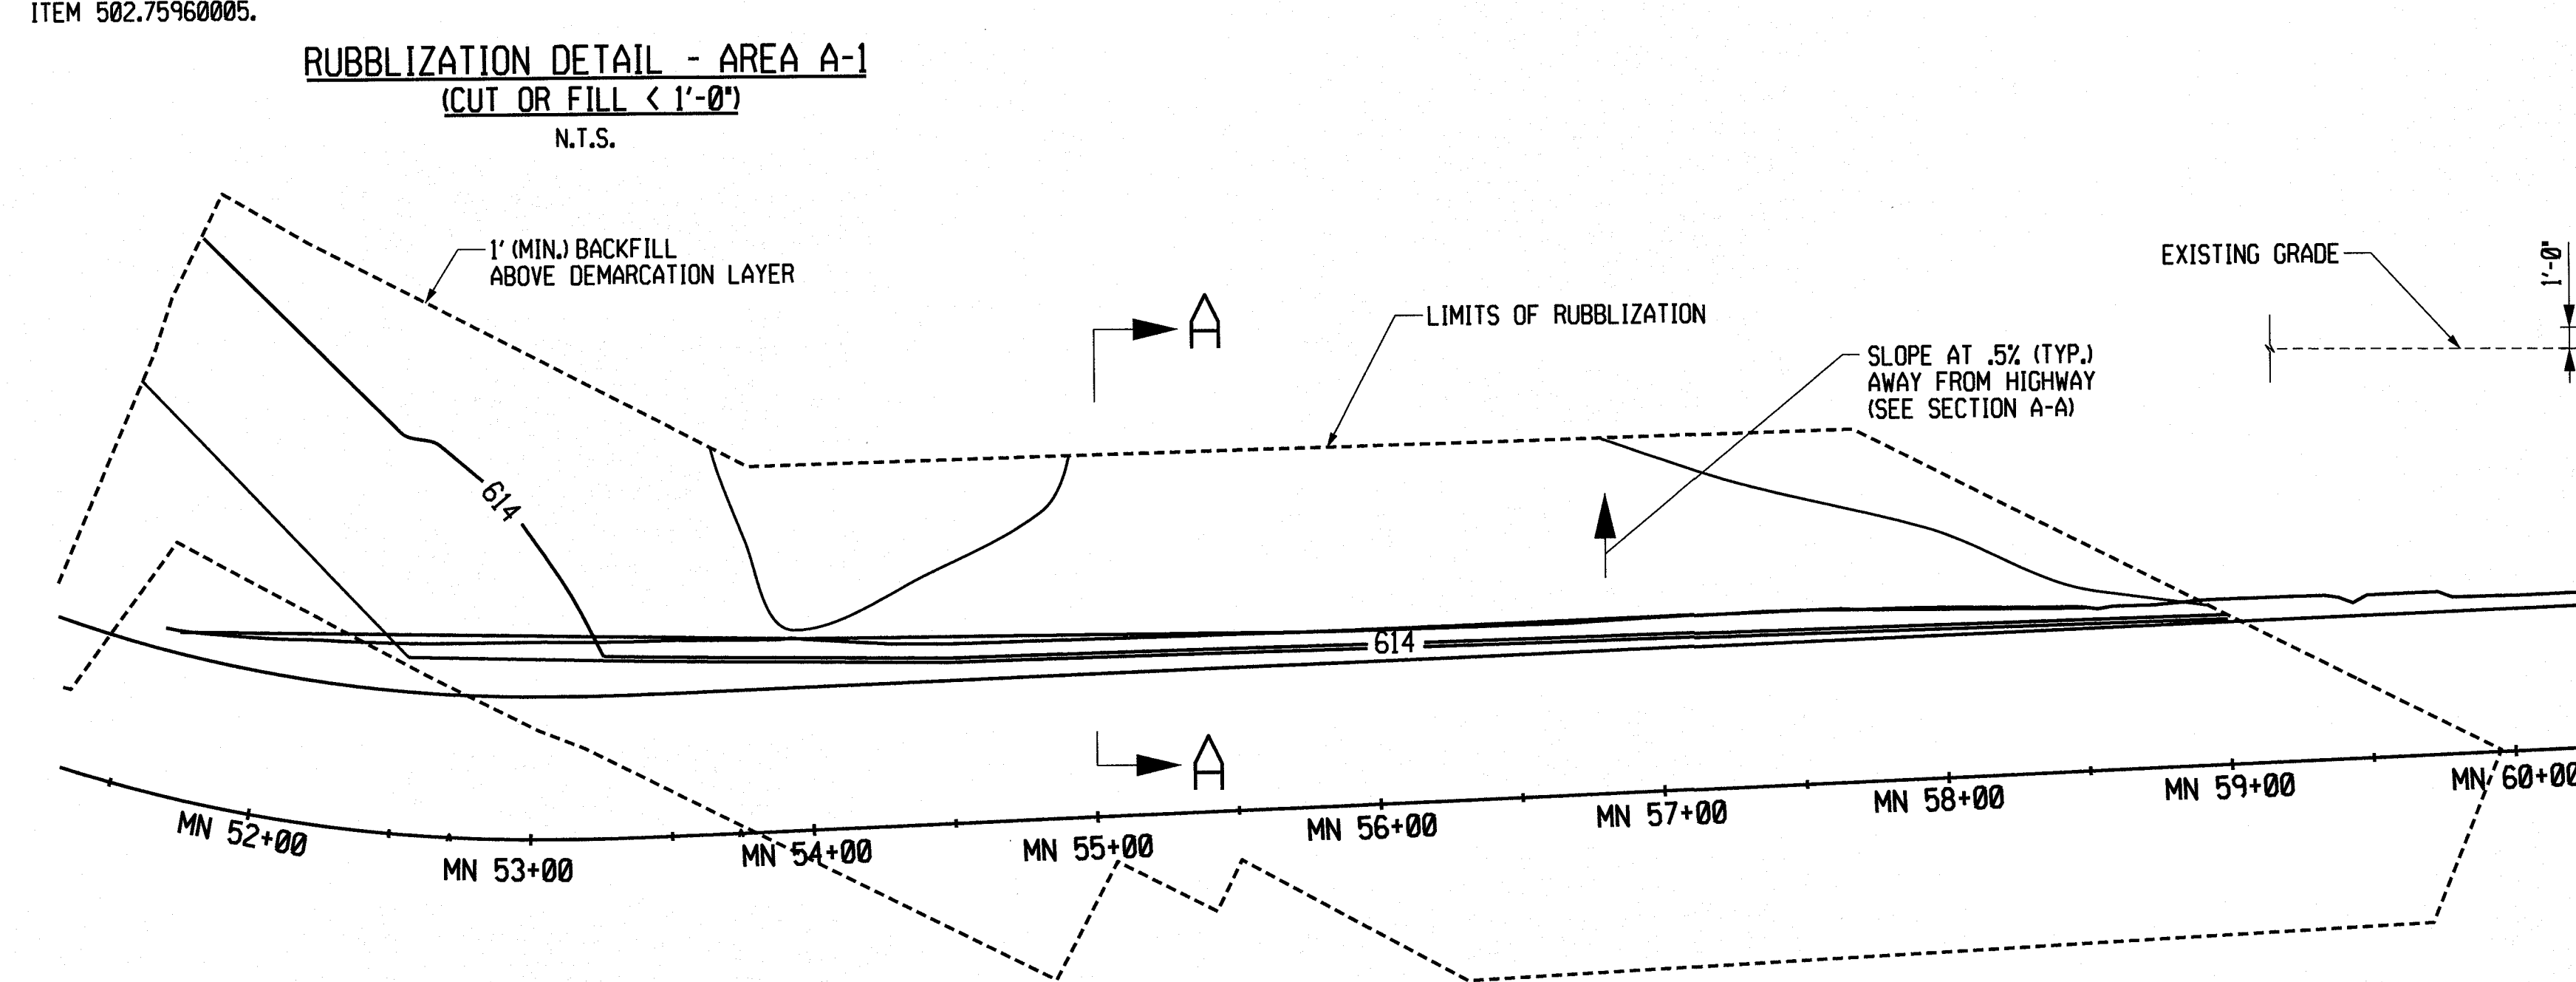 ITEM 502.75960005.
RUBBLIZATION DETAIL - AREA A-1
(CUT OR FILL < 1'-0")
N.T.S.
1' (MIN.) BACKFILL
ABOVE DEMARCATION LAYER
A
LIMITS OF RUBBLIZATION
SLOPE AT .5% (TYP.)
AWAY FROM HIGHWAY
(SEE SECTION A-A)
EXISTING GRADE
1'-0"
614
614
A
MN 52+00
MN 53+00
MN 54+00
MN 55+00
MN 56+00
MN 57+00
MN 58+00
MN 59+00
MN 60+00